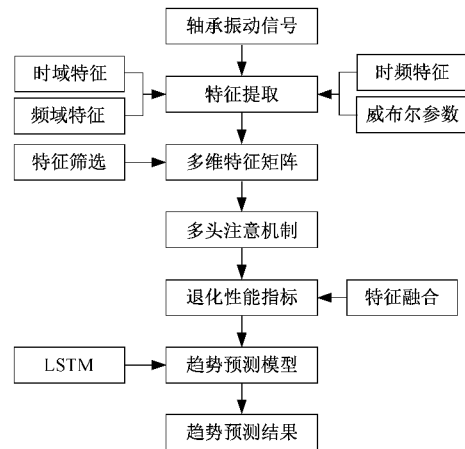 轴承振动信号
时域特征
时频特征
特征提取
频域特征
威布尔参数
特征筛选
多维特征矩阵
多头注意机制
退化性能指标
特征融合
LSTM
趋势预测模型
趋势预测结果